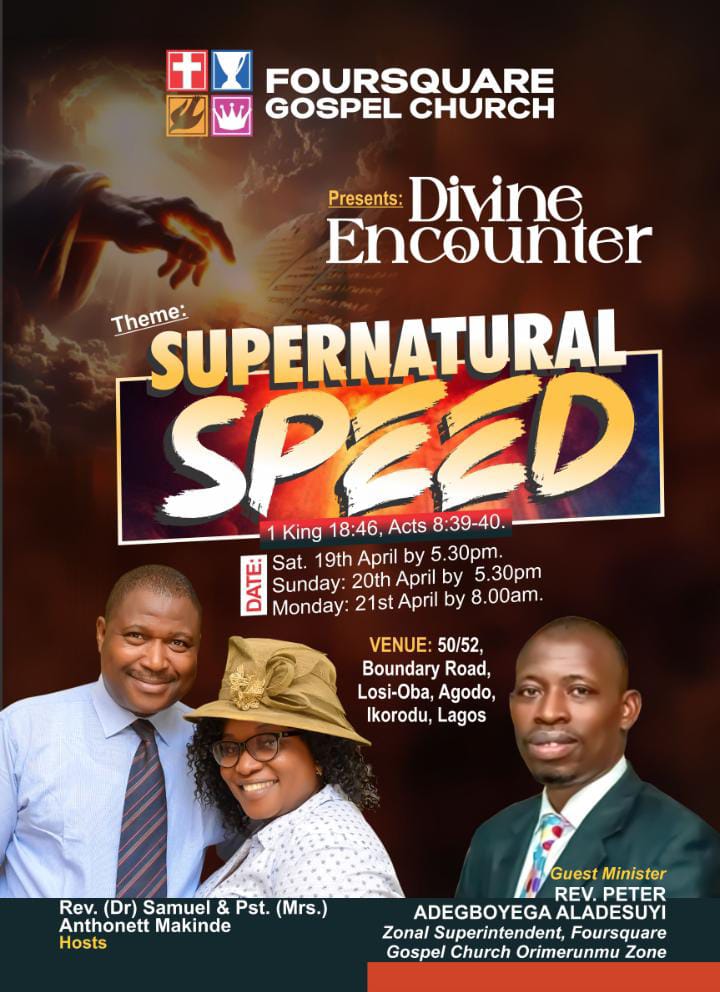 FOURSQUARE
GOSPEL CHURCH
Presents: Divine
Encounter
Theme:
SUPERNATURAL
SPEED
1 King 18:46, Acts 8:39-40.
DATE:
Sat. 19th April by 5.30pm.
Sunday: 20th April by 5.30pm
Monday: 21st April by 8.00am.
VENUE: 50/52,
Boundary Road,
Losi-Oba, Agodo,
Ikorodu, Lagos
Rev. (Dr) Samuel & Pst. (Mrs.)
Anthonett Makinde
Hosts
Guest Minister
REV. PETER
ADEGBOYEGA ALADESUYI
Zonal Superintendent, Foursquare
Gospel Church Orimerunmu Zone